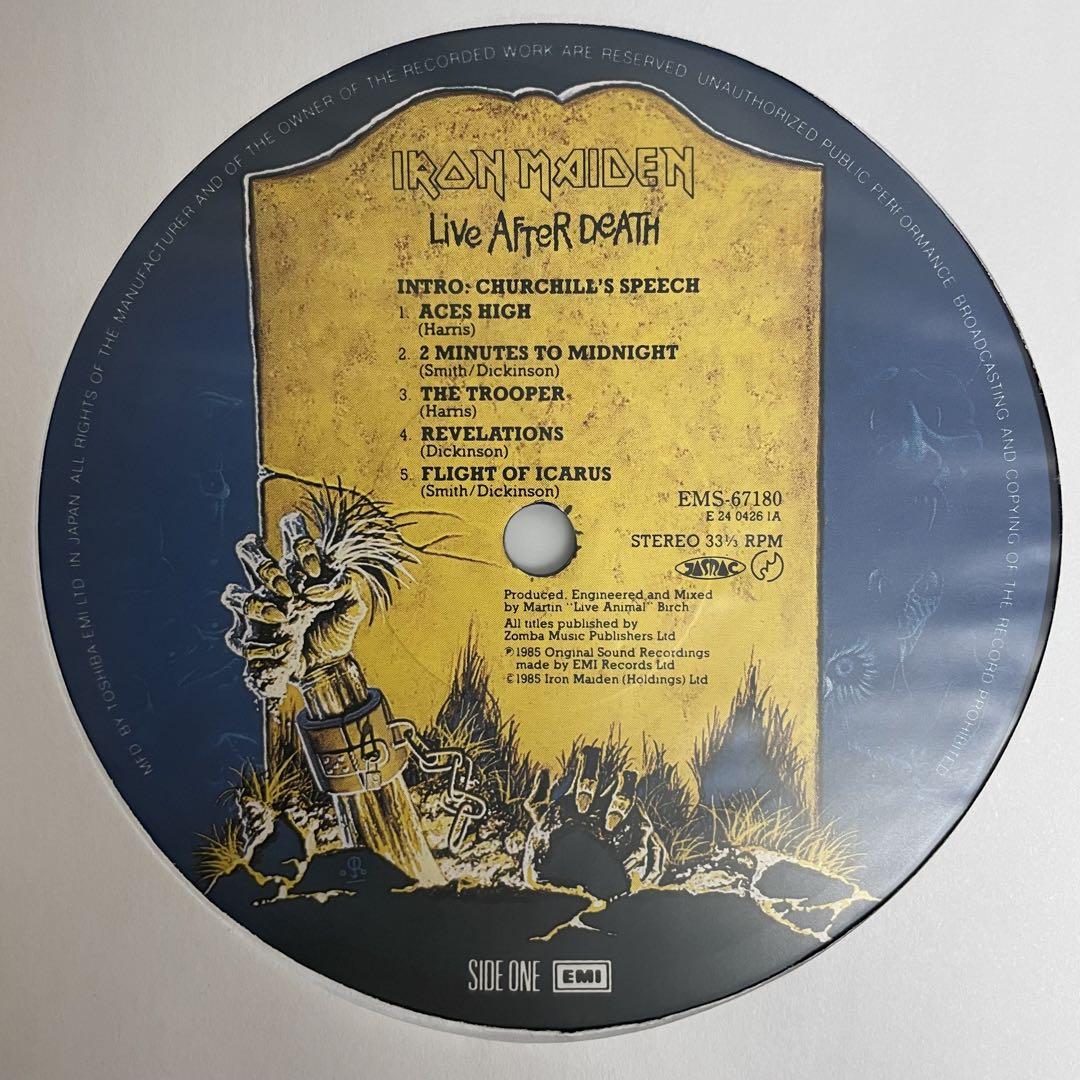 MFD BY TOSHIBA EMI LTD IN JAPAN ALL RIGHTS OF THE MANUFACTURER AND OF THE OWNER OF THE RECORDED WORK ARE RESERVED UNAUTHORIZED PUBLIC PERFORMANCE BROADCASTING AND COPYING OF THE RECORD PROHIBITED
IRON MAIDEN
LiVe AFTeR DeATH
INTRO: CHURCHILL'S SPEECH
1. ACES HIGH
(Harris)
2. 2 MINUTES TO MIDNIGHT
(Smith/Dickinson)
3. THE TROOPER
(Harris)
4. REVELATIONS
(Dickinson)
5. FLIGHT OF ICARUS
(Smith/Dickinson)
EMS-67180
E 24 0426 1A
STEREO 33⅓ RPM
JASRAC
Produced, Engineered and Mixed
by Martin "Live Animal" Birch
All titles published by
Zomba Music Publishers Ltd
℗1985 Original Sound Recordings
made by EMI Records Ltd
©1985 Iron Maiden (Holdings) Ltd
SIDE ONE EMI